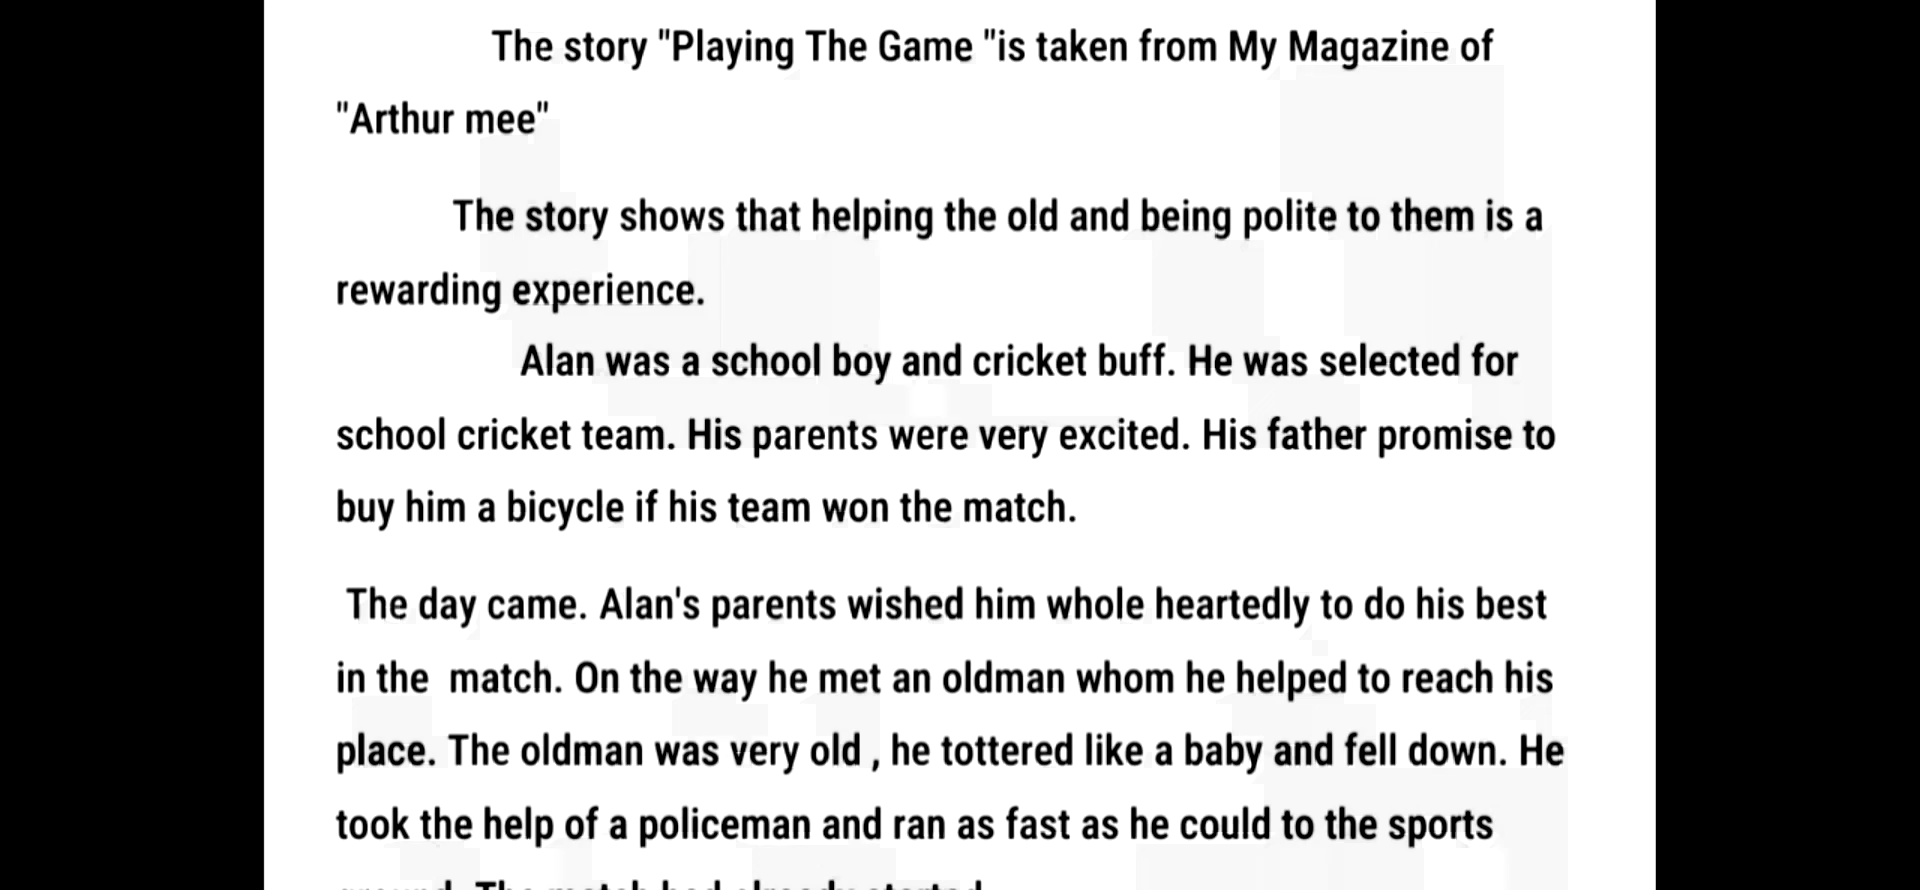 The story "Playing The Game "is taken from My Magazine of
"Arthur mee"
The story shows that helping the old and being polite to them is a
rewarding experience.
Alan was a school boy and cricket buff. He was selected for
school cricket team. His parents were very excited. His father promise to
buy him a bicycle if his team won the match.
The day came. Alan's parents wished him whole heartedly to do his best
in the match. On the way he met an oldman whom he helped to reach his
place. The oldman was very old , he tottered like a baby and fell down. He
took the help of a policeman and ran as fast as he could to the sports
ground. The match had already started